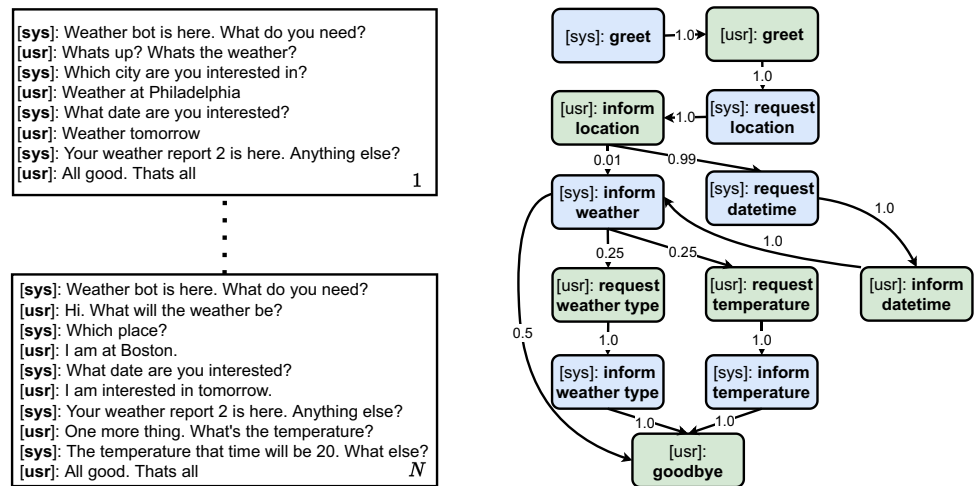 [sys]: Weather bot is here. What do you need?
[usr]: Whats up? Whats the weather?
[sys]: Which city are you interested in?
[usr]: Weather at Philadelphia
[sys]: What date are you interested?
[usr]: Weather tomorrow
[sys]: Your weather report 2 is here. Anything else?
[usr]: All good. Thats all
1
[sys]: Weather bot is here. What do you need?
[usr]: Hi. What will the weather be?
[sys]: Which place?
[usr]: I am at Boston.
[sys]: What date are you interested?
[usr]: I am interested in tomorrow.
[sys]: Your weather report 2 is here. Anything else?
[usr]: One more thing. What's the temperature?
[sys]: The temperature that time will be 20. What else?
[usr]: All good. Thats all
N
[sys]: greet
1.0
[usr]: greet
1.0
[usr]: inform
location
1.0
[sys]: request
location
0.01
0.99
[sys]: inform
weather
[sys]: request
datetime
1.0
1.0
0.25
0.25
[usr]: request
weather type
[usr]: request
temperature
[usr]: inform
datetime
0.5
1.0
1.0
[sys]: inform
weather type
[sys]: inform
temperature
1.0
1.0
[usr]:
goodbye